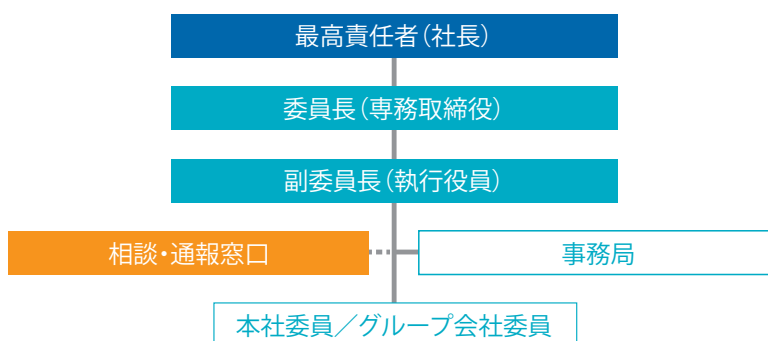 最高責任者（社長）
委員長（専務取締役）
副委員長（執行役員）
相談・通報窓口
事務局
本社委員／グループ会社委員